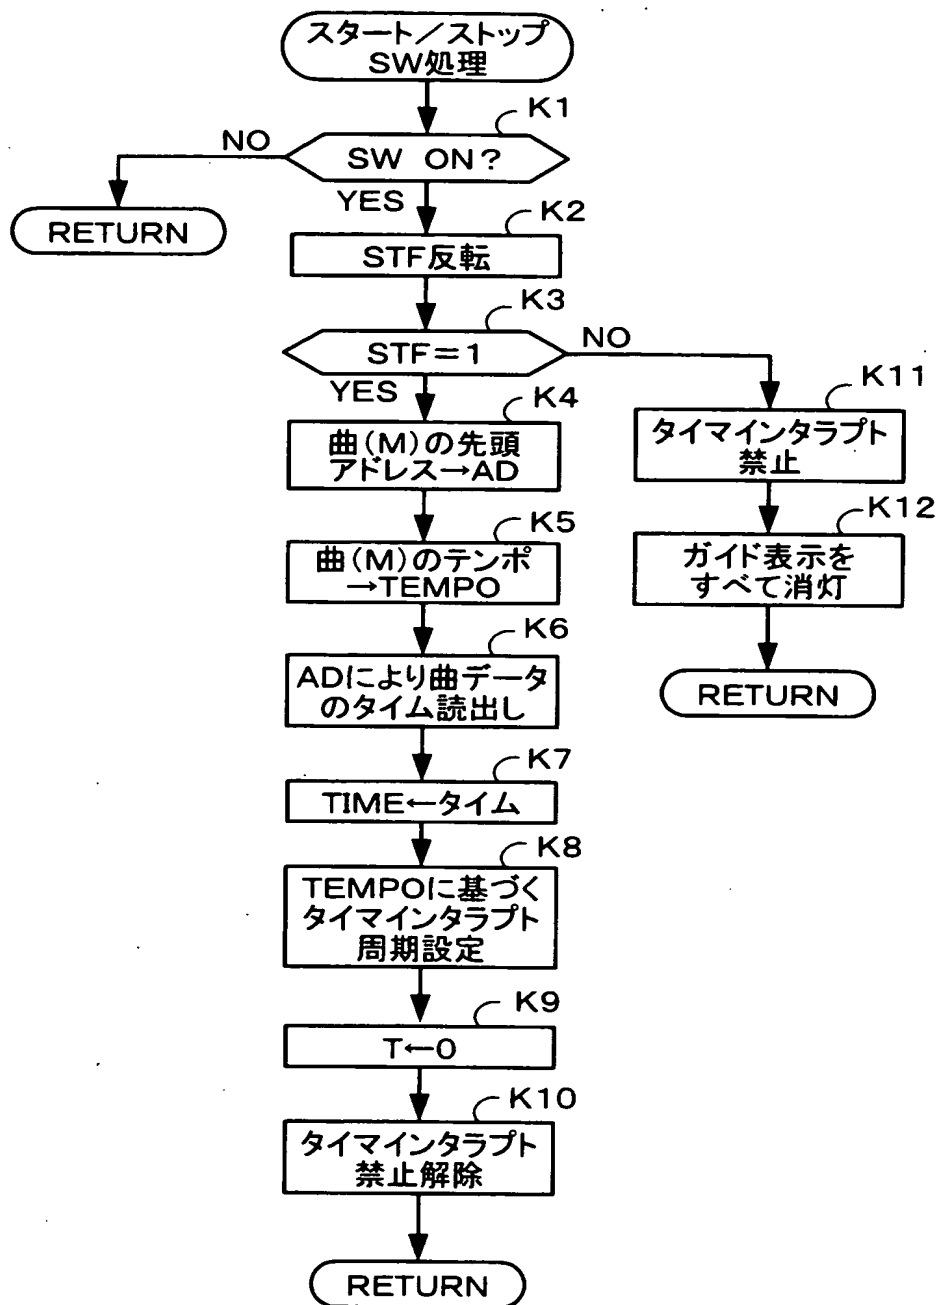 スタート／ストップ
SW処理
K1
SW ON?
NO
RETURN
YES
K2
STF反転
K3
STF=1
NO
YES
K4
曲(M)の先頭
アドレス→AD
K5
曲(M)のテンポ
→TEMPO
K6
ADにより曲データ
のタイム読出し
K7
TIME←タイム
K8
TEMPOに基づく
タイマインタラプト
周期設定
K9
T←0
K10
タイマインタラプト
禁止解除
RETURN
K11
タイマインタラプト
禁止
K12
ガイド表示を
すべて消灯
RETURN